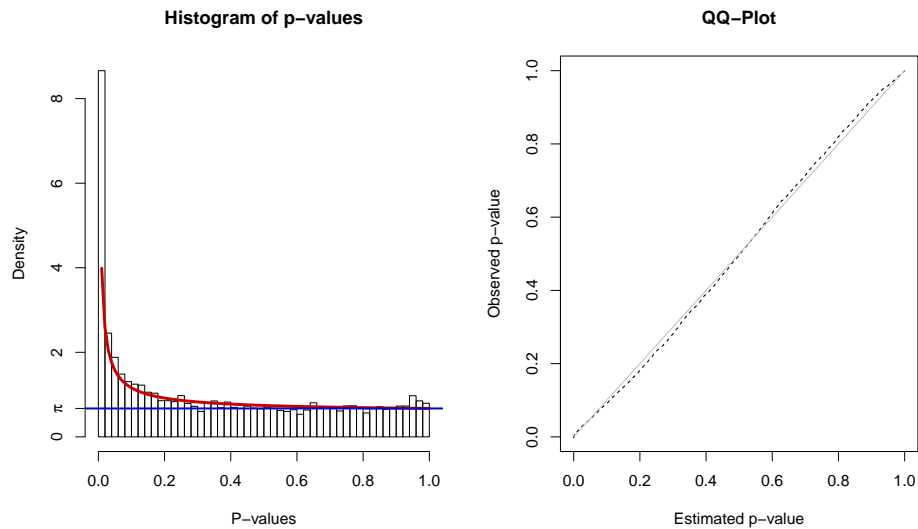 Histogram of p−values
8
6
4
2
π
0
Density
0.0 0.2 0.4 0.6 0.8 1.0
P−values
QQ−Plot
1.0
0.8
0.6
0.4
0.2
0.0
Observed p−value
0.0 0.2 0.4 0.6 0.8 1.0
Estimated p−value